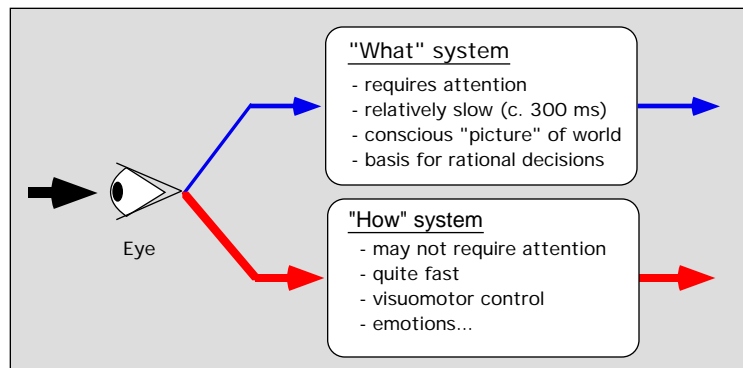 "What" system
- requires attention
- relatively slow (c. 300 ms)
- conscious "picture" of world
- basis for rational decisions
Eye
"How" system
- may not require attention
- quite fast
- visuomotor control
- emotions...